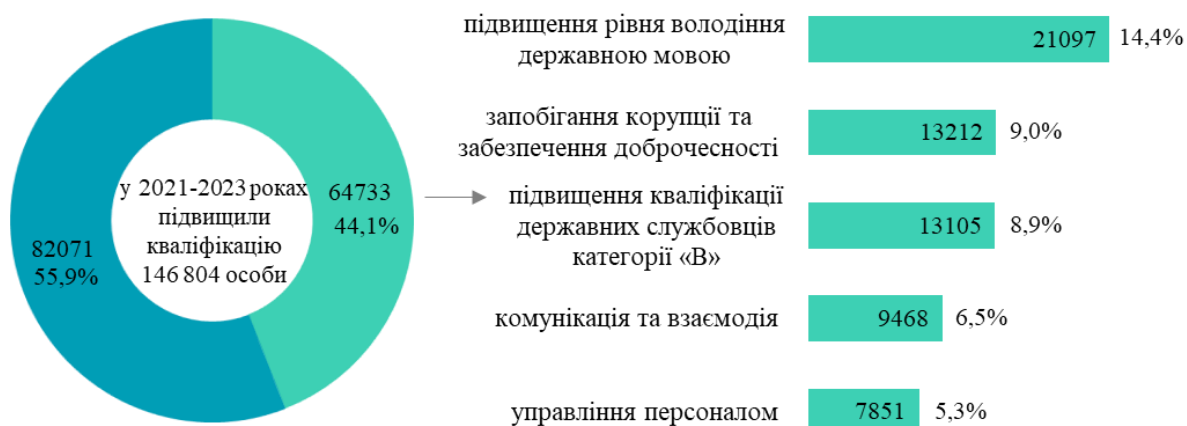 у 2021-2023 роках
підвищили
кваліфікацію
146 804 особи
82071
55,9%
64733
44,1%
підвищення рівня володіння
державною мовою
21097
14,4%
запобігання корупції та
забезпечення доброчесності
13212
9,0%
підвищення кваліфікації
державних службовців
категорії «В»
13105
8,9%
комунікація та взаємодія
9468
6,5%
управління персоналом
7851
5,3%